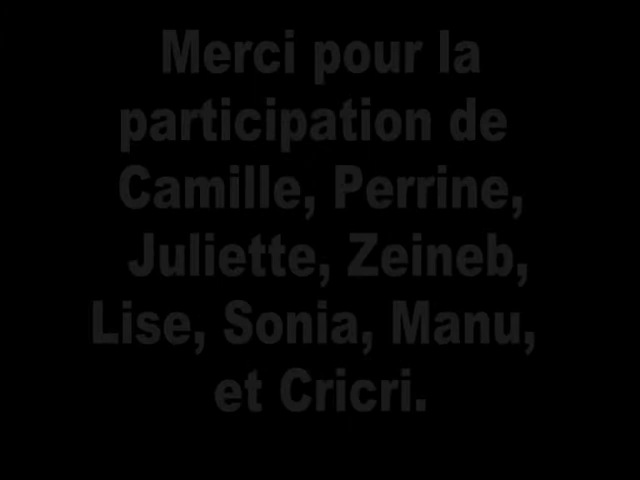 Merci pour la
participation de
Camille, Perrine,
Juliette, Zeineb,
Lise, Sonia, Manu,
et Cricri.